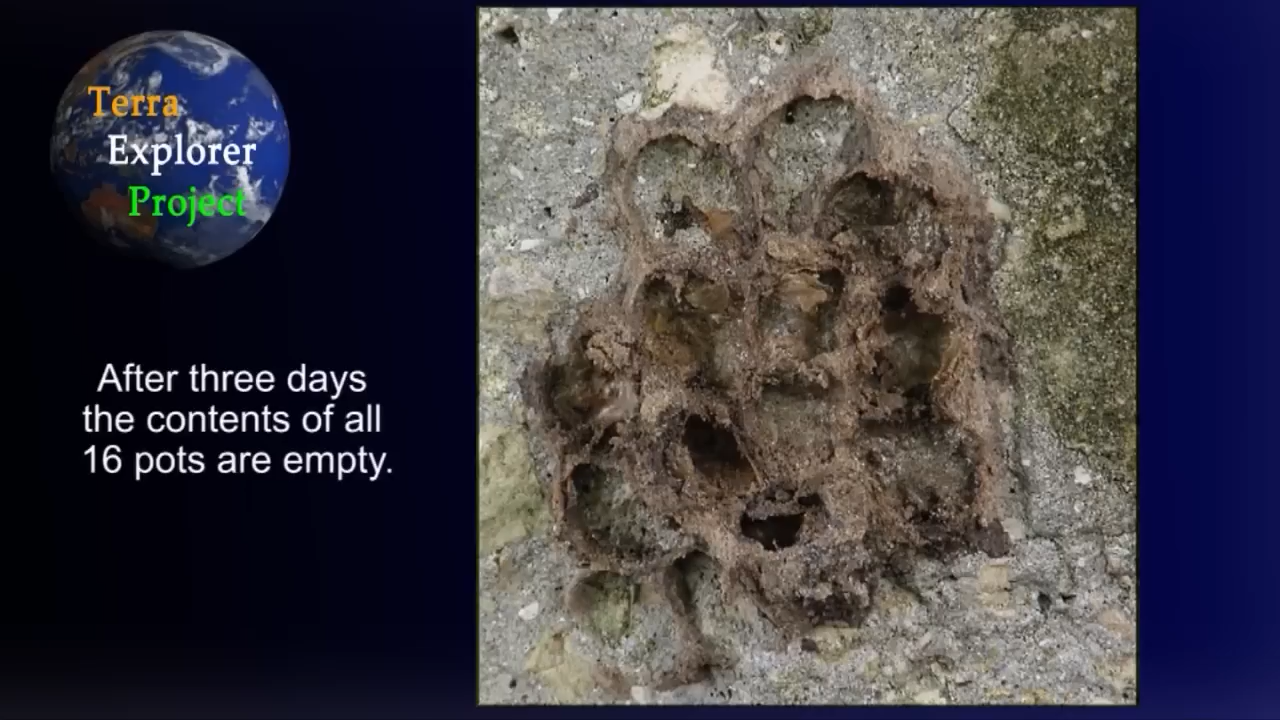 Terra
Explorer
Project
After three days
the contents of all
16 pots are empty.